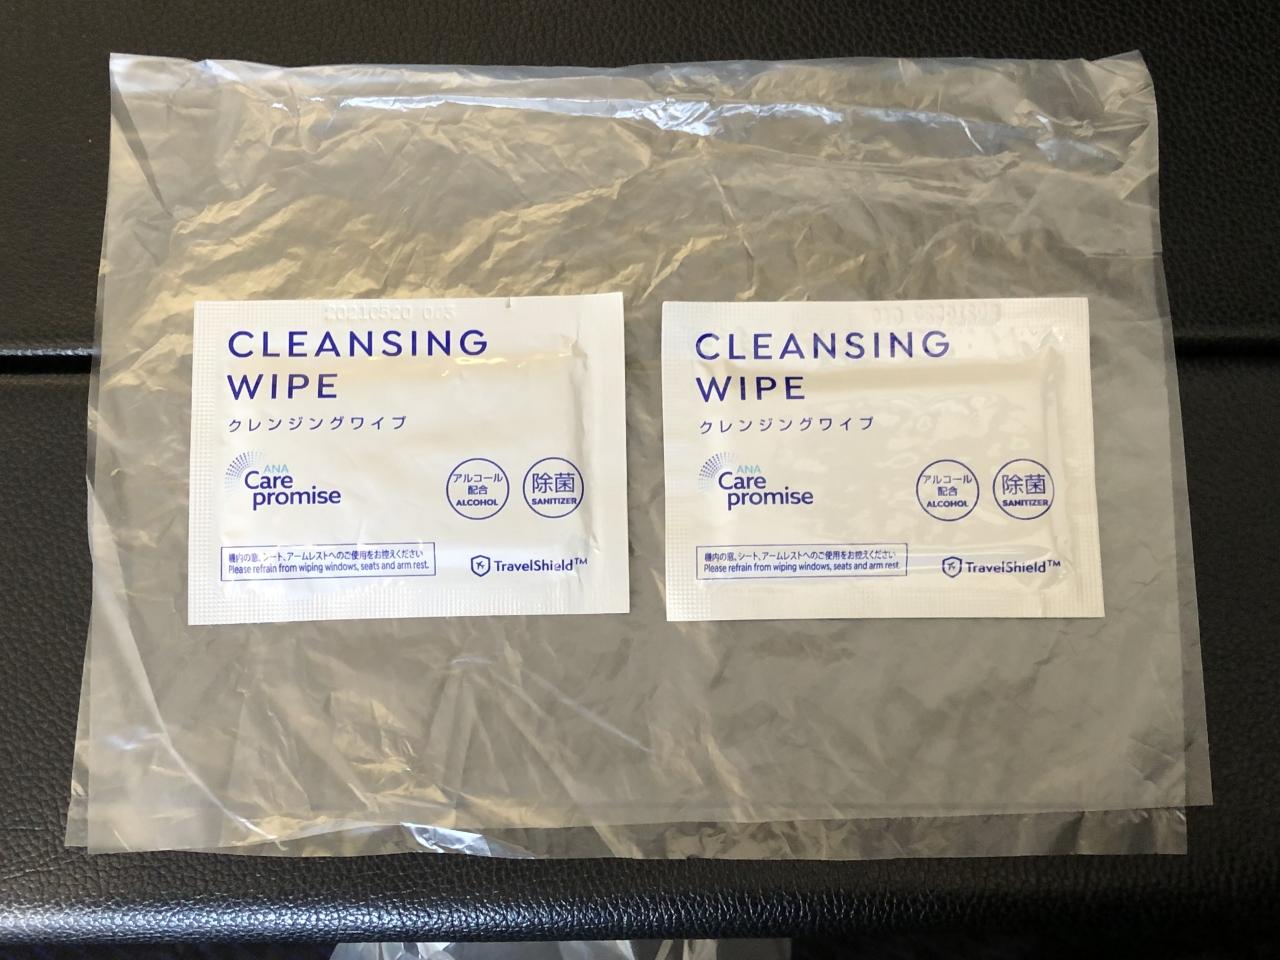 20210520 003
CLEANSING
WIPE
クレンジングワイプ
ANA
Care
promise
アルコール
配合
ALCOHOL
除菌
SANITIZER
機内の窓、シート、アームレストへのご使用をお控えください
Please refrain from wiping windows, seats and arm rest.
TravelShield™
CLEANSING
WIPE
クレンジングワイプ
ANA
Care
promise
アルコール
配合
ALCOHOL
除菌
SANITIZER
機内の窓、シート、アームレストへのご使用をお控えください
Please refrain from wiping windows, seats and arm rest.
TravelShield™